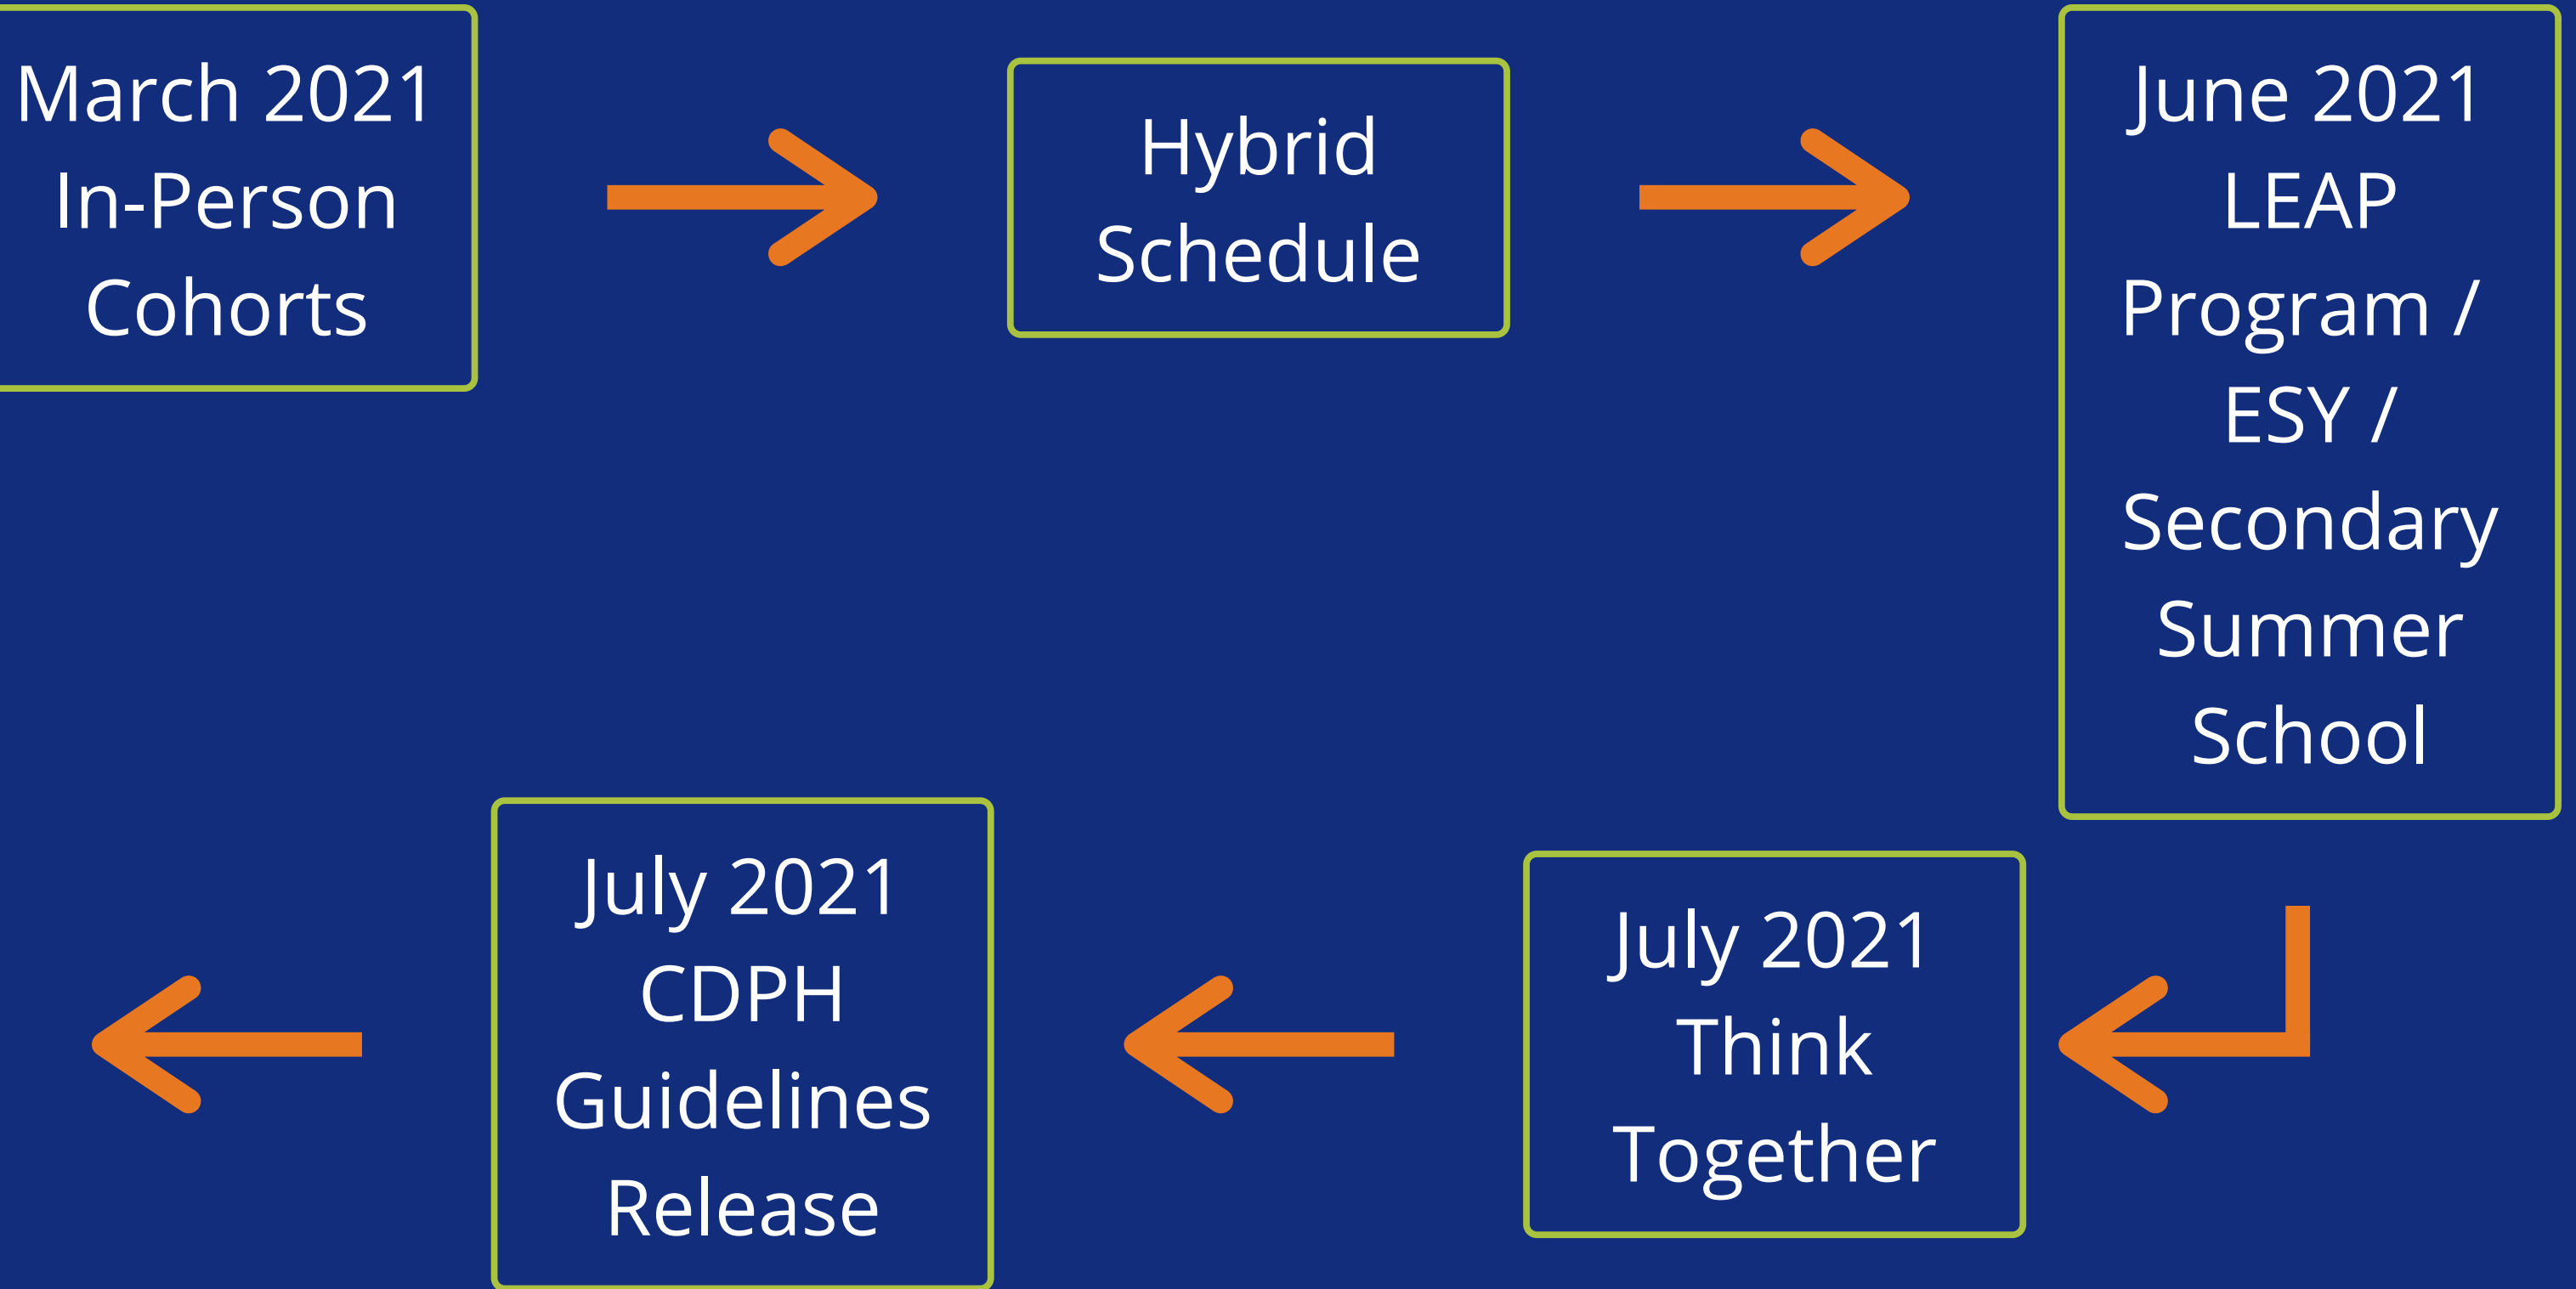 March 2021
In-Person
Cohorts
Hybrid
Schedule
June 2021
LEAP
Program /
ESY /
Secondary
Summer
School
July 2021
Think
Together
July 2021
CDPH
Guidelines
Release